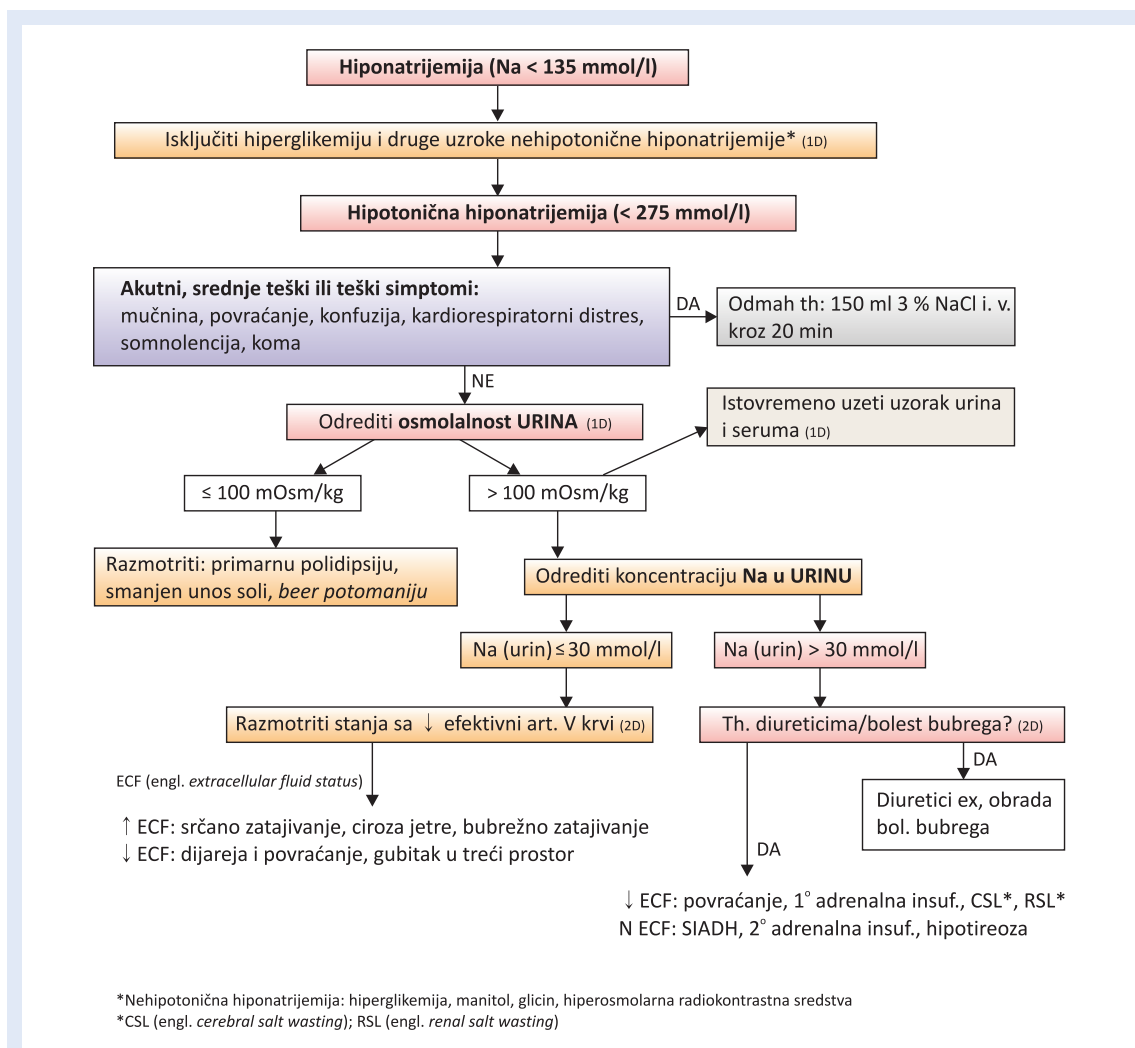 Hiponatrijemija (Na < 135 mmol/l)
Isključiti hiperglikemiju i druge uzroke nehipotonične hiponatrijemije* (1D)
Hipotonična hiponatrijemija (< 275 mmol/l)
Akutni, srednje teški ili teški simptomi:
mučnina, povraćanje, konfuzija, kardiorespiratorni distres,
somnolencija, koma
DA
Odmah th: 150 ml 3 % NaCl i. v.
kroz 20 min
NE
Odrediti osmolalnost URINA (1D)
Istovremeno uzeti uzorak urina
i seruma (1D)
≤ 100 mOsm/kg
> 100 mOsm/kg
Razmotriti: primarnu polidipsiju,
smanjen unos soli, beer potomaniju
Odrediti koncentraciju Na u URINU
Na (urin) ≤ 30 mmol/l
Na (urin) > 30 mmol/l
Razmotriti stanja sa ↓ efektivni art. V krvi (2D)
Th. diureticima/bolest bubrega? (2D)
ECF (engl. extracellular fluid status)
DA
Diuretici ex, obrada
bol. bubrega
↑ ECF: srčano zatajivanje, ciroza jetre, bubrežno zatajivanje
↓ ECF: dijareja i povraćanje, gubitak u treći prostor
DA
↓ ECF: povraćanje, 1° adrenalna insuf., CSL*, RSL*
N ECF: SIADH, 2° adrenalna insuf., hipotireoza
*Nehipotonična hiponatrijemija: hiperglikemija, manitol, glicin, hiperosmolarna radiokontrastna sredstva
*CSL (engl. cerebral salt wasting); RSL (engl. renal salt wasting)